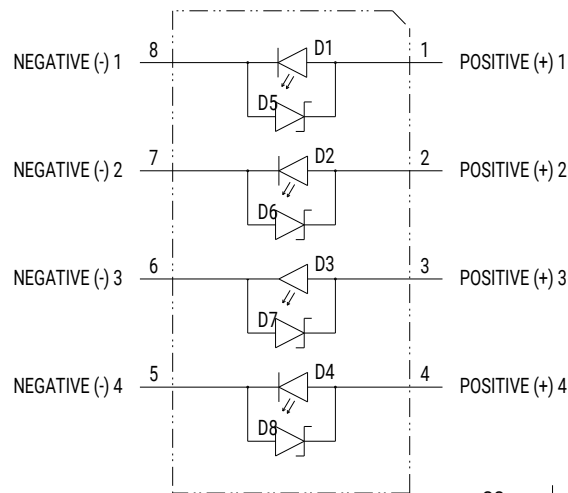 NEGATIVE (-) 1 8 D1 1 POSITIVE (+) 1
D5
NEGATIVE (-) 2 7 D2 2 POSITIVE (+) 2
D6
NEGATIVE (-) 3 6 D3 3 POSITIVE (+) 3
D7
NEGATIVE (-) 4 5 D4 4 POSITIVE (+) 4
D8